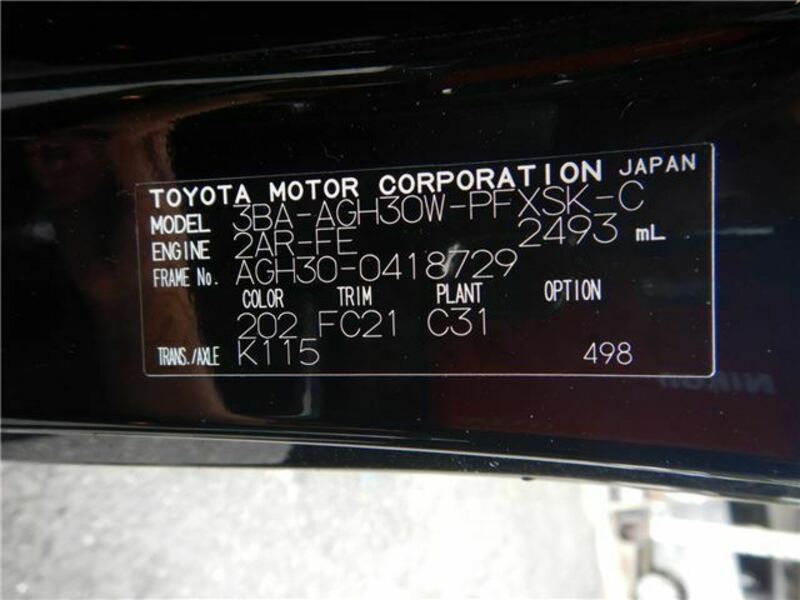 TOYOTA MOTOR CORPORATION JAPAN
MODEL 3BA-AGH30W-PFXSK-C
ENGINE 2AR-FE 2493 mL
FRAME No. AGH30-0418729
COLOR TRIM PLANT OPTION
202 FC21 C31
TRANS./AXLE K115 498
Nikon